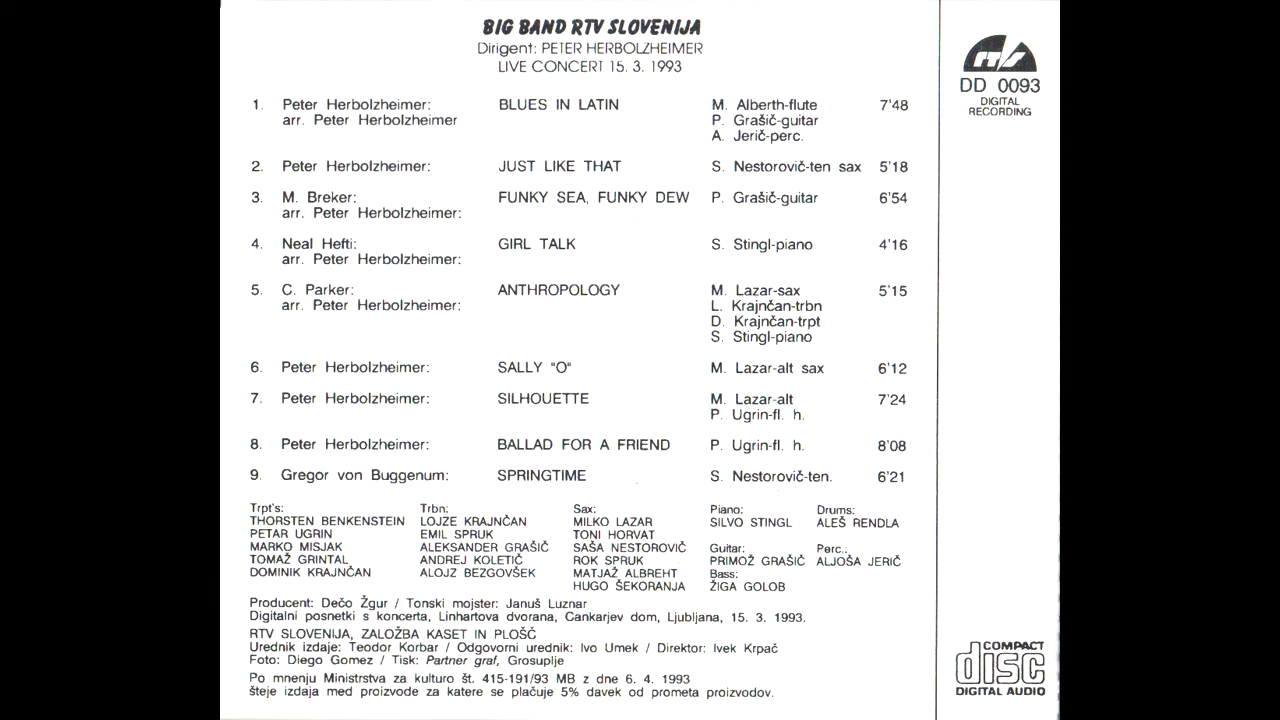 BIG BAND RTV SLOVENIJA
Dirigent: PETER HERBOLZHEIMER
LIVE CONCERT 15. 3. 1993
1. Peter Herbolzheimer: BLUES IN LATIN M. Alberth-flute 7'48
arr. Peter Herbolzheimer P. Grašič-guitar
A. Jerič-perc.
2. Peter Herbolzheimer: JUST LIKE THAT S. Nestorovič-ten sax 5'18
3. M. Breker: FUNKY SEA, FUNKY DEW P. Grašič-guitar 6'54
arr. Peter Herbolzheimer:
4. Neal Hefti: GIRL TALK S. Stingl-piano 4'16
arr. Peter Herbolzheimer:
5. C. Parker: ANTHROPOLOGY M. Lazar-sax 5'15
arr. Peter Herbolzheimer: L. Krajnčan-trbn
D. Krajnčan-trpt
S. Stingl-piano
6. Peter Herbolzheimer: SALLY "O" M. Lazar-alt sax 6'12
7. Peter Herbolzheimer: SILHOUETTE M. Lazar-alt 7'24
P. Ugrin-fl. h.
8. Peter Herbolzheimer: BALLAD FOR A FRIEND P. Ugrin-fl. h. 8'08
9. Gregor von Buggenum: SPRINGTIME S. Nestorovič-ten. 6'21
Trpt's: Trbn: Sax: Piano: Drums:
THORSTEN BENKENSTEIN LOJZE KRAJNČAN MILKO LAZAR SILVO STINGL ALEŠ RENDLA
PETAR UGRIN EMIL SPRUK TONI HORVAT
MARKO MISJAK ALEKSANDER GRAŠIČ SAŠA NESTOROVIČ Guitar: Perc.:
TOMAŽ GRINTAL ANDREJ KOLETIČ ROK SPRUK PRIMOŽ GRAŠIČ ALJOŠA JERIČ
DOMINIK KRAJNČAN ALOJZ BEZGOVŠEK MATJAŽ ALBREHT Bass:
HUGO ŠEKORANJA ŽIGA GOLOB
Producent: Dečo Žgur / Tonski mojster: Januš Luznar
Digitalni posnetki s koncerta, Linhartova dvorana, Cankarjev dom, Ljubljana, 15. 3. 1993.
RTV SLOVENIJA, ZALOŽBA KASET IN PLOŠČ
Urednik izdaje: Teodor Korbar / Odgovorni urednik: Ivo Umek / Direktor: Ivek Krpač
Foto: Diego Gomez / Tisk: Partner graf, Grosuplje
Po mnenju Ministrstva za kulturo št. 415-191/93 MB z dne 6. 4. 1993
šteje izdaja med proizvode za katere se plačuje 5% davek od prometa proizvodov.
RTVS
DD 0093
DIGITAL
RECORDING
COMPACT
disc
DIGITAL AUDIO